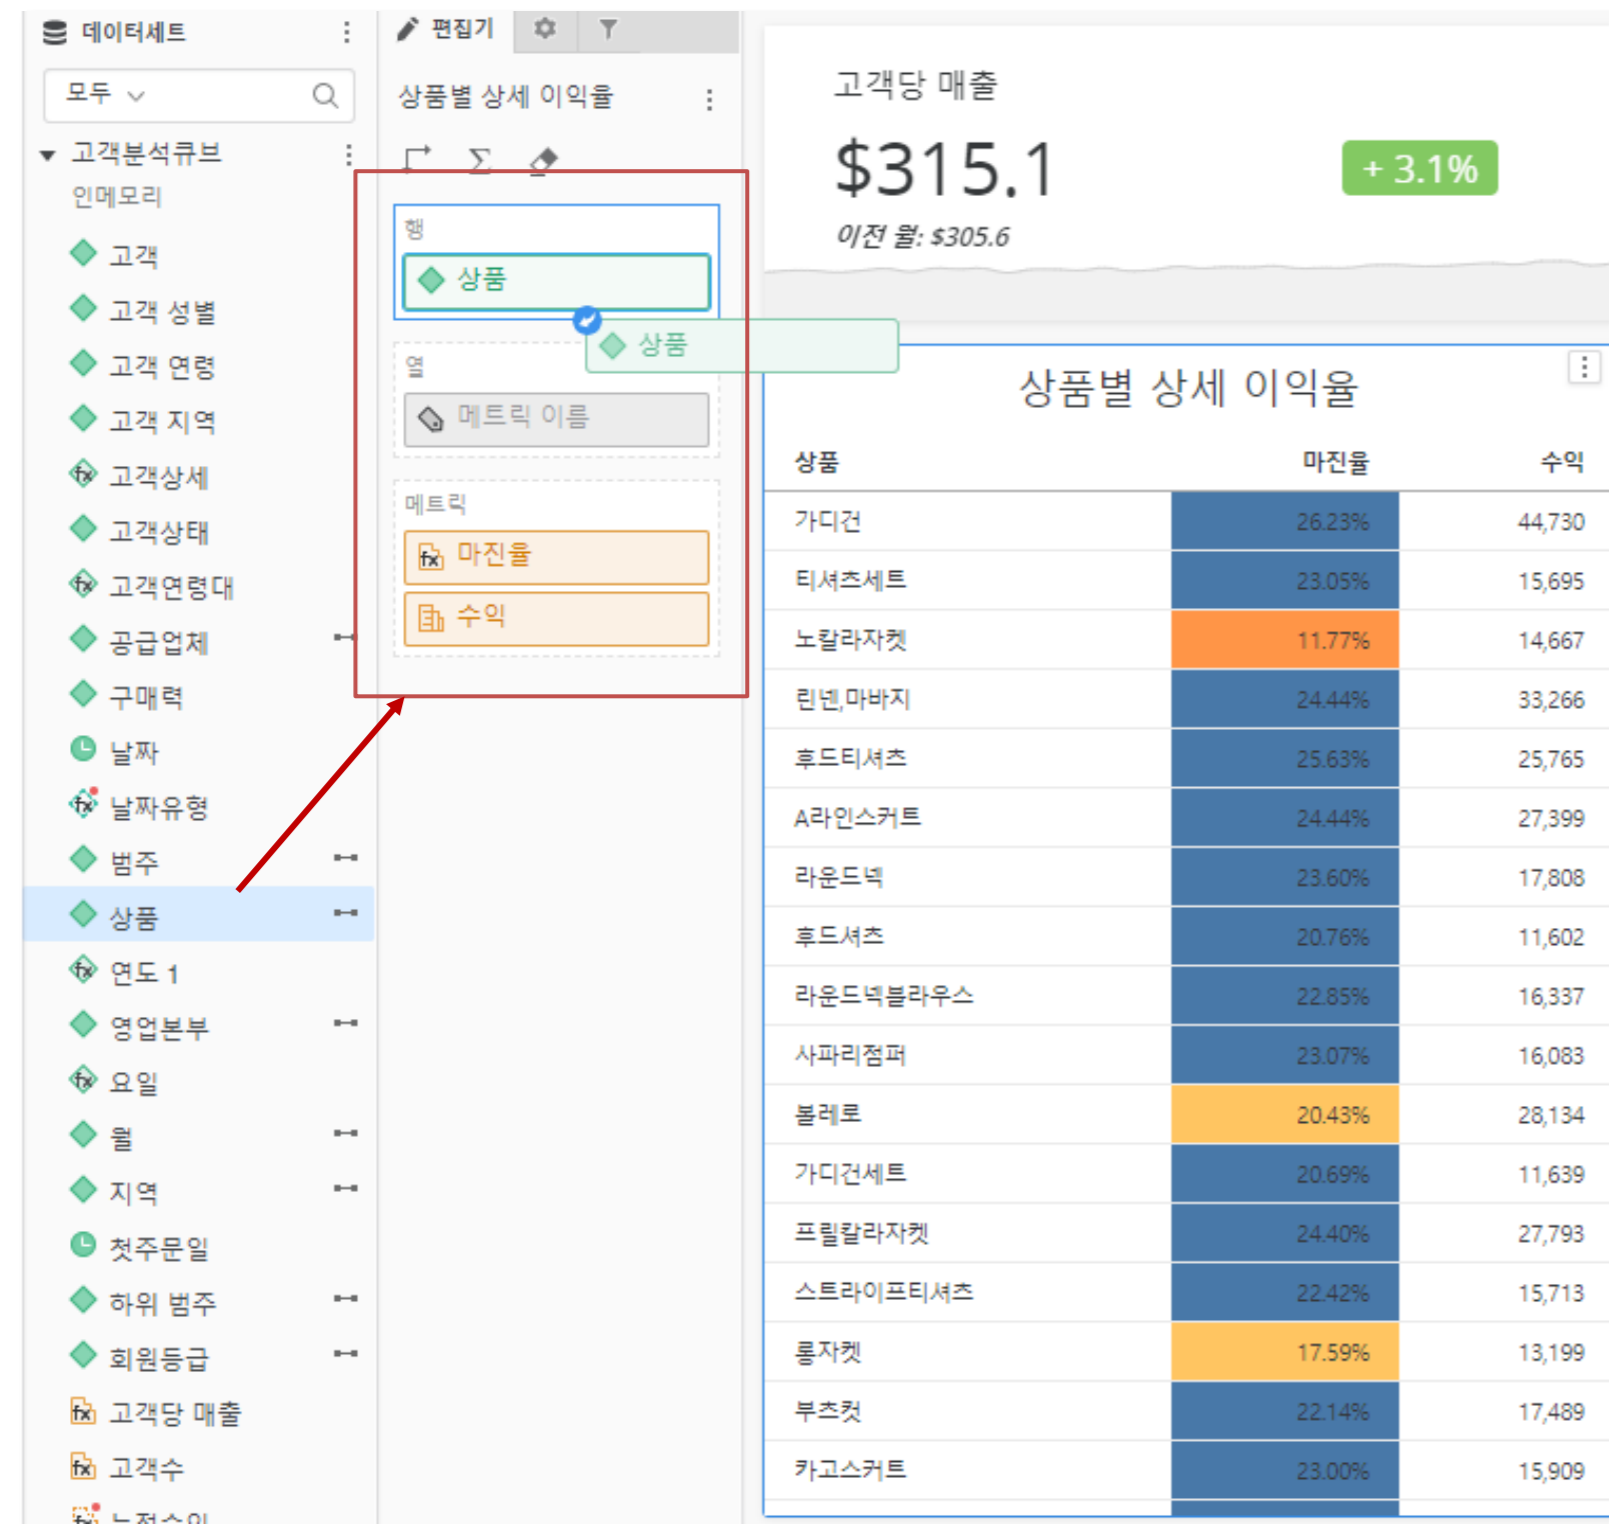 데이터세트
모두
고객분석큐브
인메모리
고객
고객 성별
고객 연령
고객 지역
고객상세
고객상태
고객연령대
공급업체
구매력
날짜
날짜유형
범주
상품
연도 1
영업본부
요일
월
지역
첫주문일
하위 범주
회원등급
고객당 매출
고객수
누적수익
편집기
상품별 상세 이익율
행
상품
상품
열
메트릭 이름
메트릭
마진율
수익
고객당 매출
$315.1
+ 3.1%
이전 월: $305.6
상품별 상세 이익율
상품 마진율 수익
가디건 26.23% 44,730
티셔츠세트 23.05% 15,695
노칼라자켓 11.77% 14,667
린넨,마바지 24.44% 33,266
후드티셔츠 25.63% 25,765
A라인스커트 24.44% 27,399
라운드넥 23.60% 17,808
후드셔츠 20.76% 11,602
라운드넥블라우스 22.85% 16,337
사파리점퍼 23.07% 16,083
볼레로 20.43% 28,134
가디건세트 20.69% 11,639
프릴칼라자켓 24.40% 27,793
스트라이프티셔츠 22.42% 15,713
롱자켓 17.59% 13,199
부츠컷 22.14% 17,489
카고스커트 23.00% 15,909